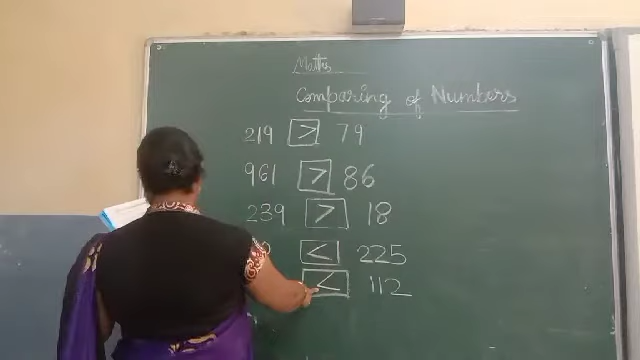 Maths
Comparing of Numbers
219 > 79
961 > 86
239 > 18
< 225
< 112